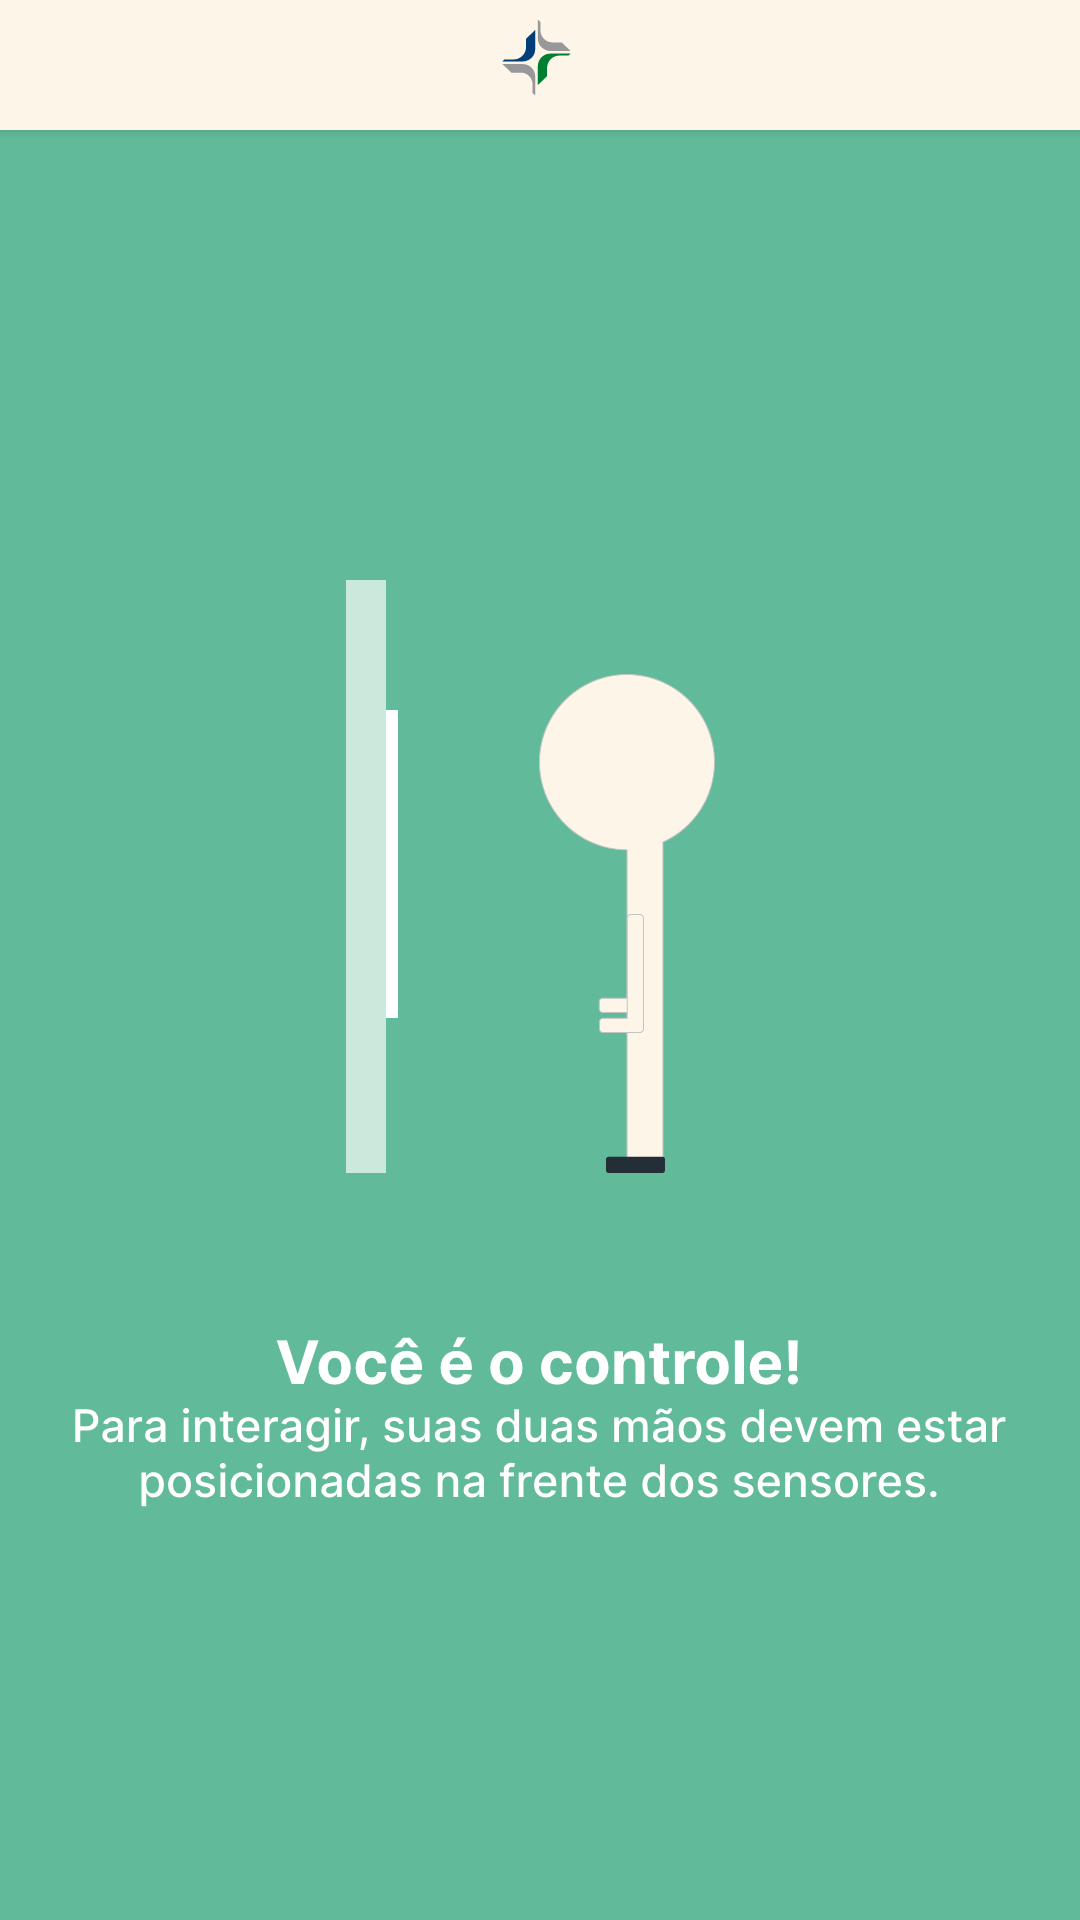 Você é o controle!
Para interagir, suas duas mãos devem estar
posicionadas na frente dos sensores.